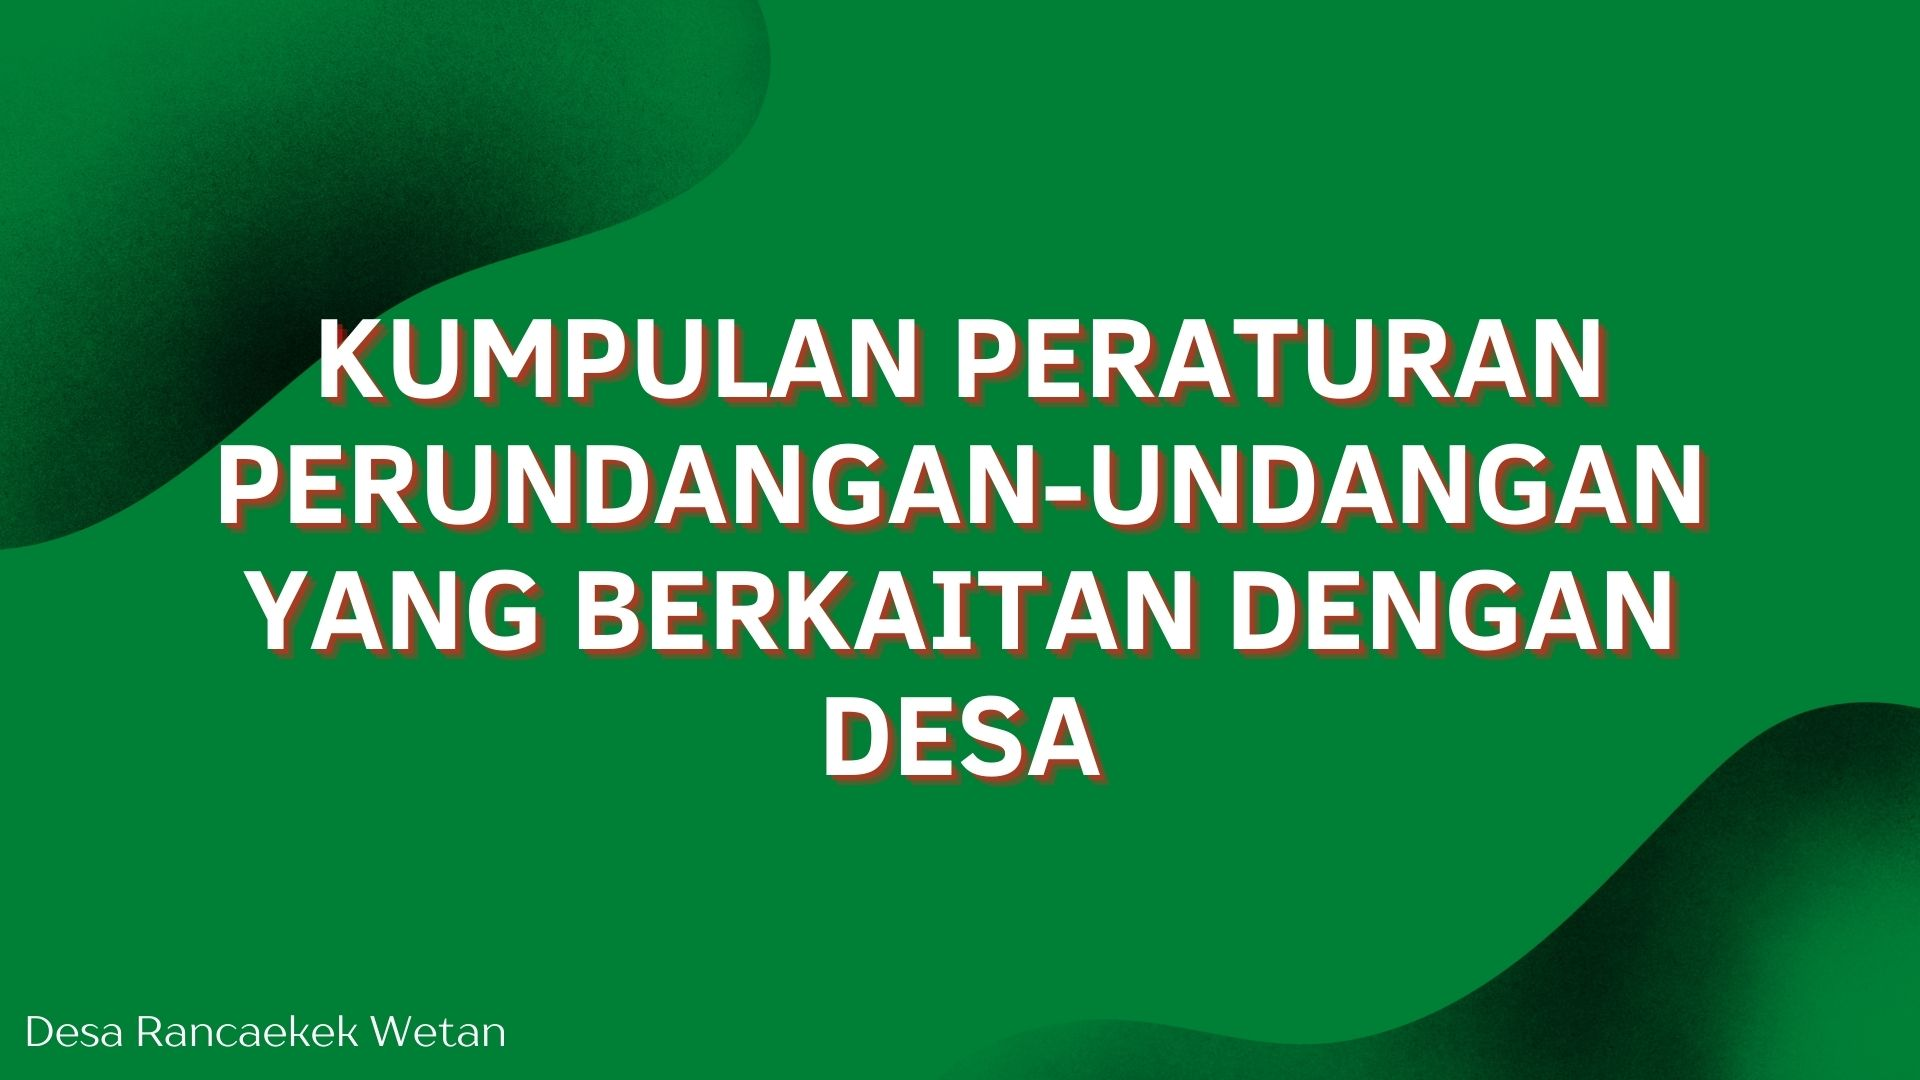 KUMPULAN PERATURAN
PERUNDANGAN-UNDANGAN
YANG BERKAITAN DENGAN
DESA
Desa Rancaekek Wetan